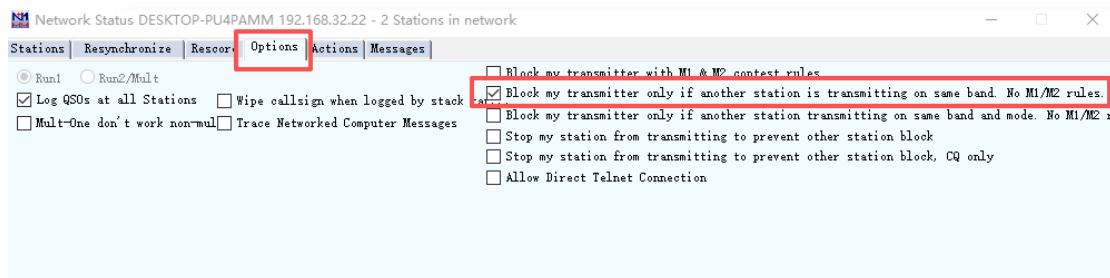 Network Status DESKTOP-PU4PAMM 192.168.32.22 - 2 Stations in network
Stations Resynchronize Rescore Options Actions Messages
Run1 Run2/Mult
Block my transmitter with M1 & M2 contest rules
Log QSOs at all Stations Wipe callsign when logged by stack
Block my transmitter only if another station is transmitting on same band. No M1/M2 rules.
Mult-One don't work non-mul Trace Networked Computer Messages
Block my transmitter only if another station transmitting on same band and mode. No M1/M2
Stop my station from transmitting to prevent other station block
Stop my station from transmitting to prevent other station block, CQ only
Allow Direct Telnet Connection